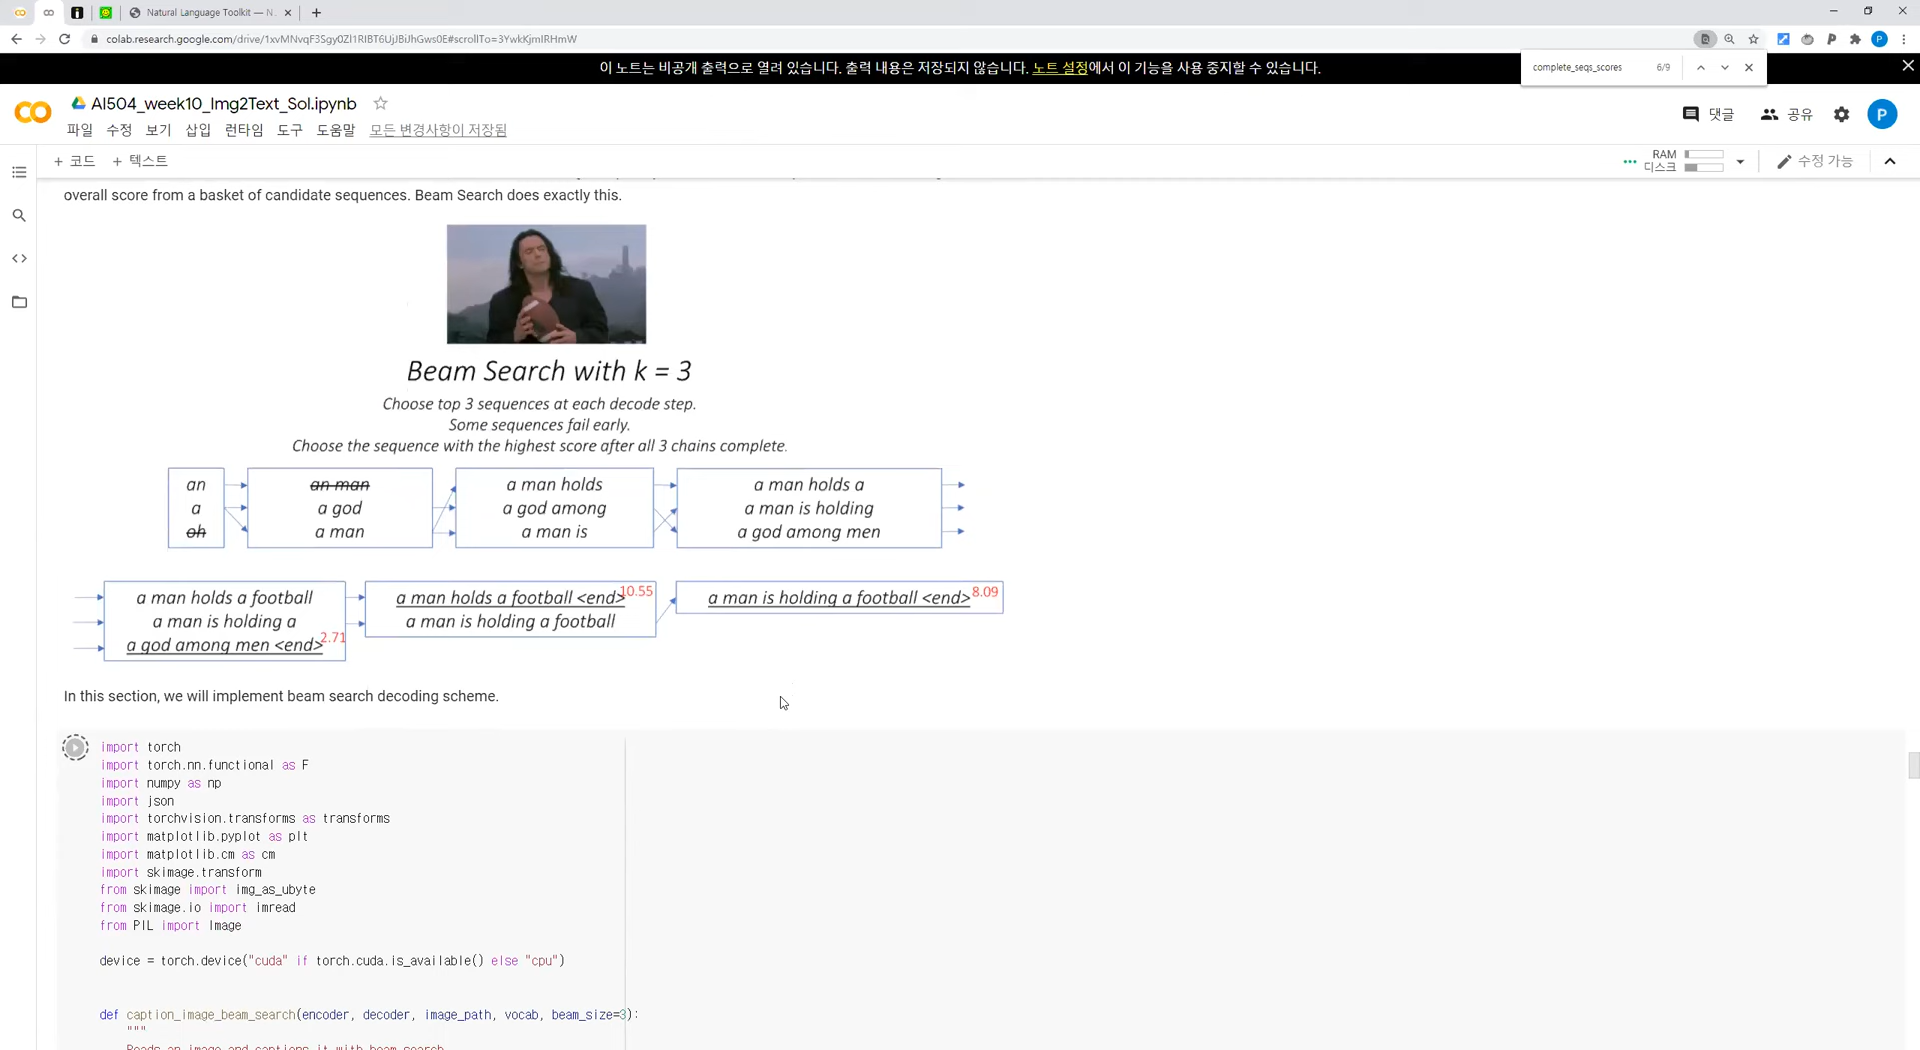 Natural Language Toolkit — N
colab.research.google.com/drive/1xvMNvqF3Sgy0Zl1RIBT6UjJBiJhGws0E#scrollTo=3YwkKjmIRHmW
이 노트는 비공개 출력으로 열려 있습니다. 출력 내용은 저장되지 않습니다. 노트 설정에서 이 기능을 사용 중지할 수 있습니다.
complete_seqs_scores 6/9
AI504_week10_Img2Text_Sol.ipynb
댓글 공유 P
파일 수정 보기 삽입 런타임 도구 도움말 모든 변경사항이 저장됨
+ 코드 + 텍스트
RAM
디스크
수정 가능
overall score from a basket of candidate sequences. Beam Search does exactly this.
Beam Search with k = 3
Choose top 3 sequences at each decode step.
Some sequences fail early.
Choose the sequence with the highest score after all 3 chains complete.
an an man a man holds a man holds a
a a god a god among a man is holding
oh a man a man is a god among men
a man holds a football a man holds a football <end> 10.55 a man is holding a football <end> 8.09
a man is holding a a man is holding a football
a god among men <end> 2.71
In this section, we will implement beam search decoding scheme.
import torch
import torch.nn.functional as F
import numpy as np
import json
import torchvision.transforms as transforms
import matplotlib.pyplot as plt
import matplotlib.cm as cm
import skimage.transform
from skimage import img_as_ubyte
from skimage.io import imread
from PIL import Image
device = torch.device("cuda" if torch.cuda.is_available() else "cpu")
def caption_image_beam_search(encoder, decoder, image_path, vocab, beam_size=3):
"""
Reads an image and captions it with beam search